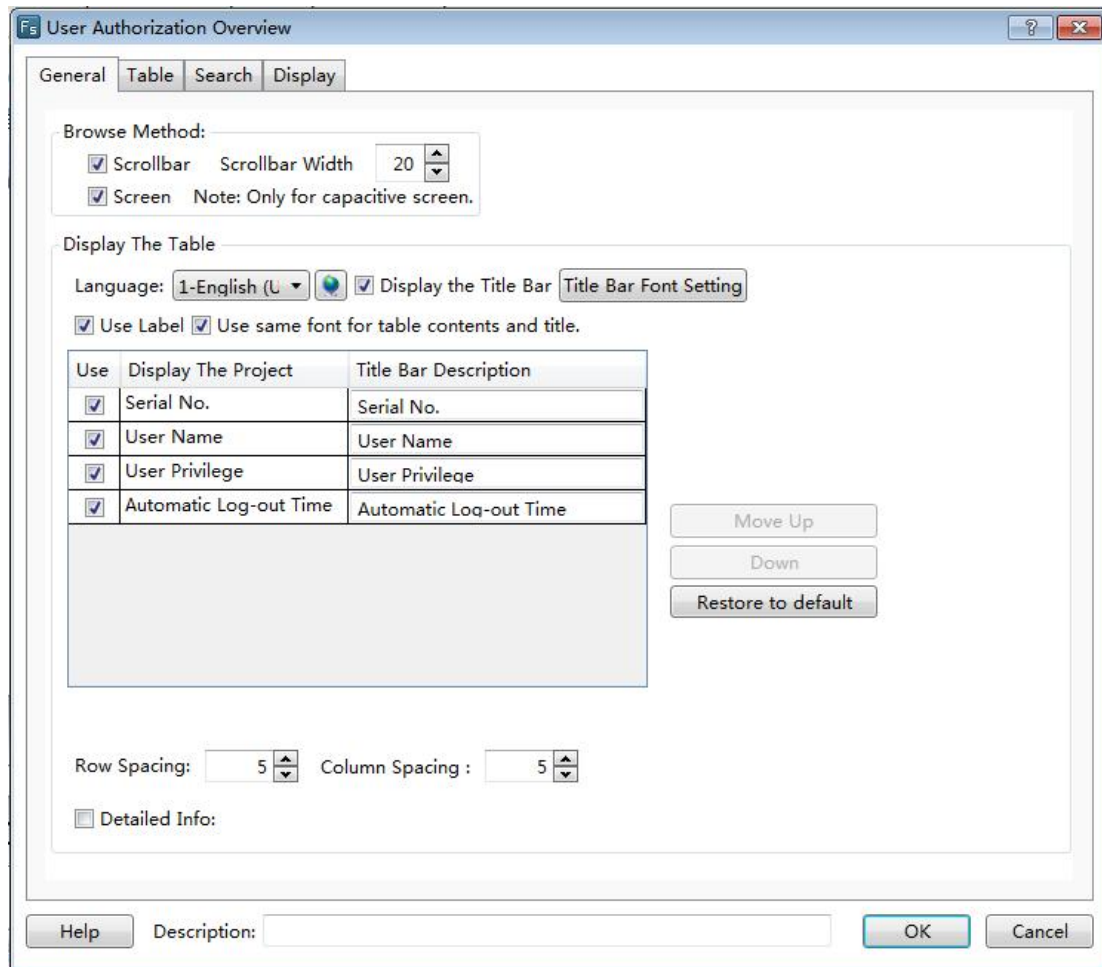 Fs User Authorization Overview ?
General Table Search Display
Browse Method:
Scrollbar Scrollbar Width 20
Screen Note: Only for capacitive screen.
Display The Table
Language: 1-English (U Display the Title Bar Title Bar Font Setting
Use Label Use same font for table contents and title.
Use Display The Project Title Bar Description
Serial No. Serial No.
User Name User Name
User Privilege User Privilege
Automatic Log-out Time Automatic Log-out Time
Move Up
Down
Restore to default
Row Spacing: 5 Column Spacing : 5
Detailed Info:
Help Description: OK Cancel